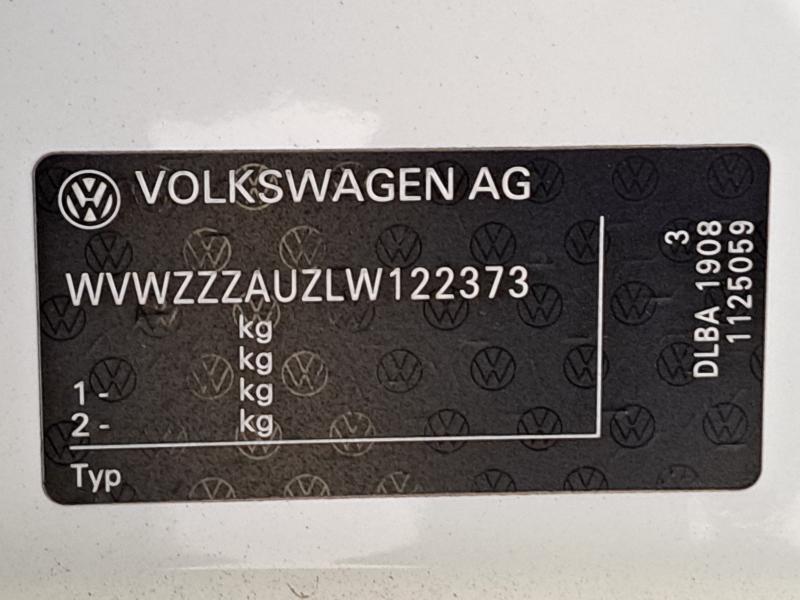 VOLKSWAGEN AG
WVWZZZAUZLW122373
kg
kg
1- kg
2- kg
Typ
3
DLBA 1908
1125059